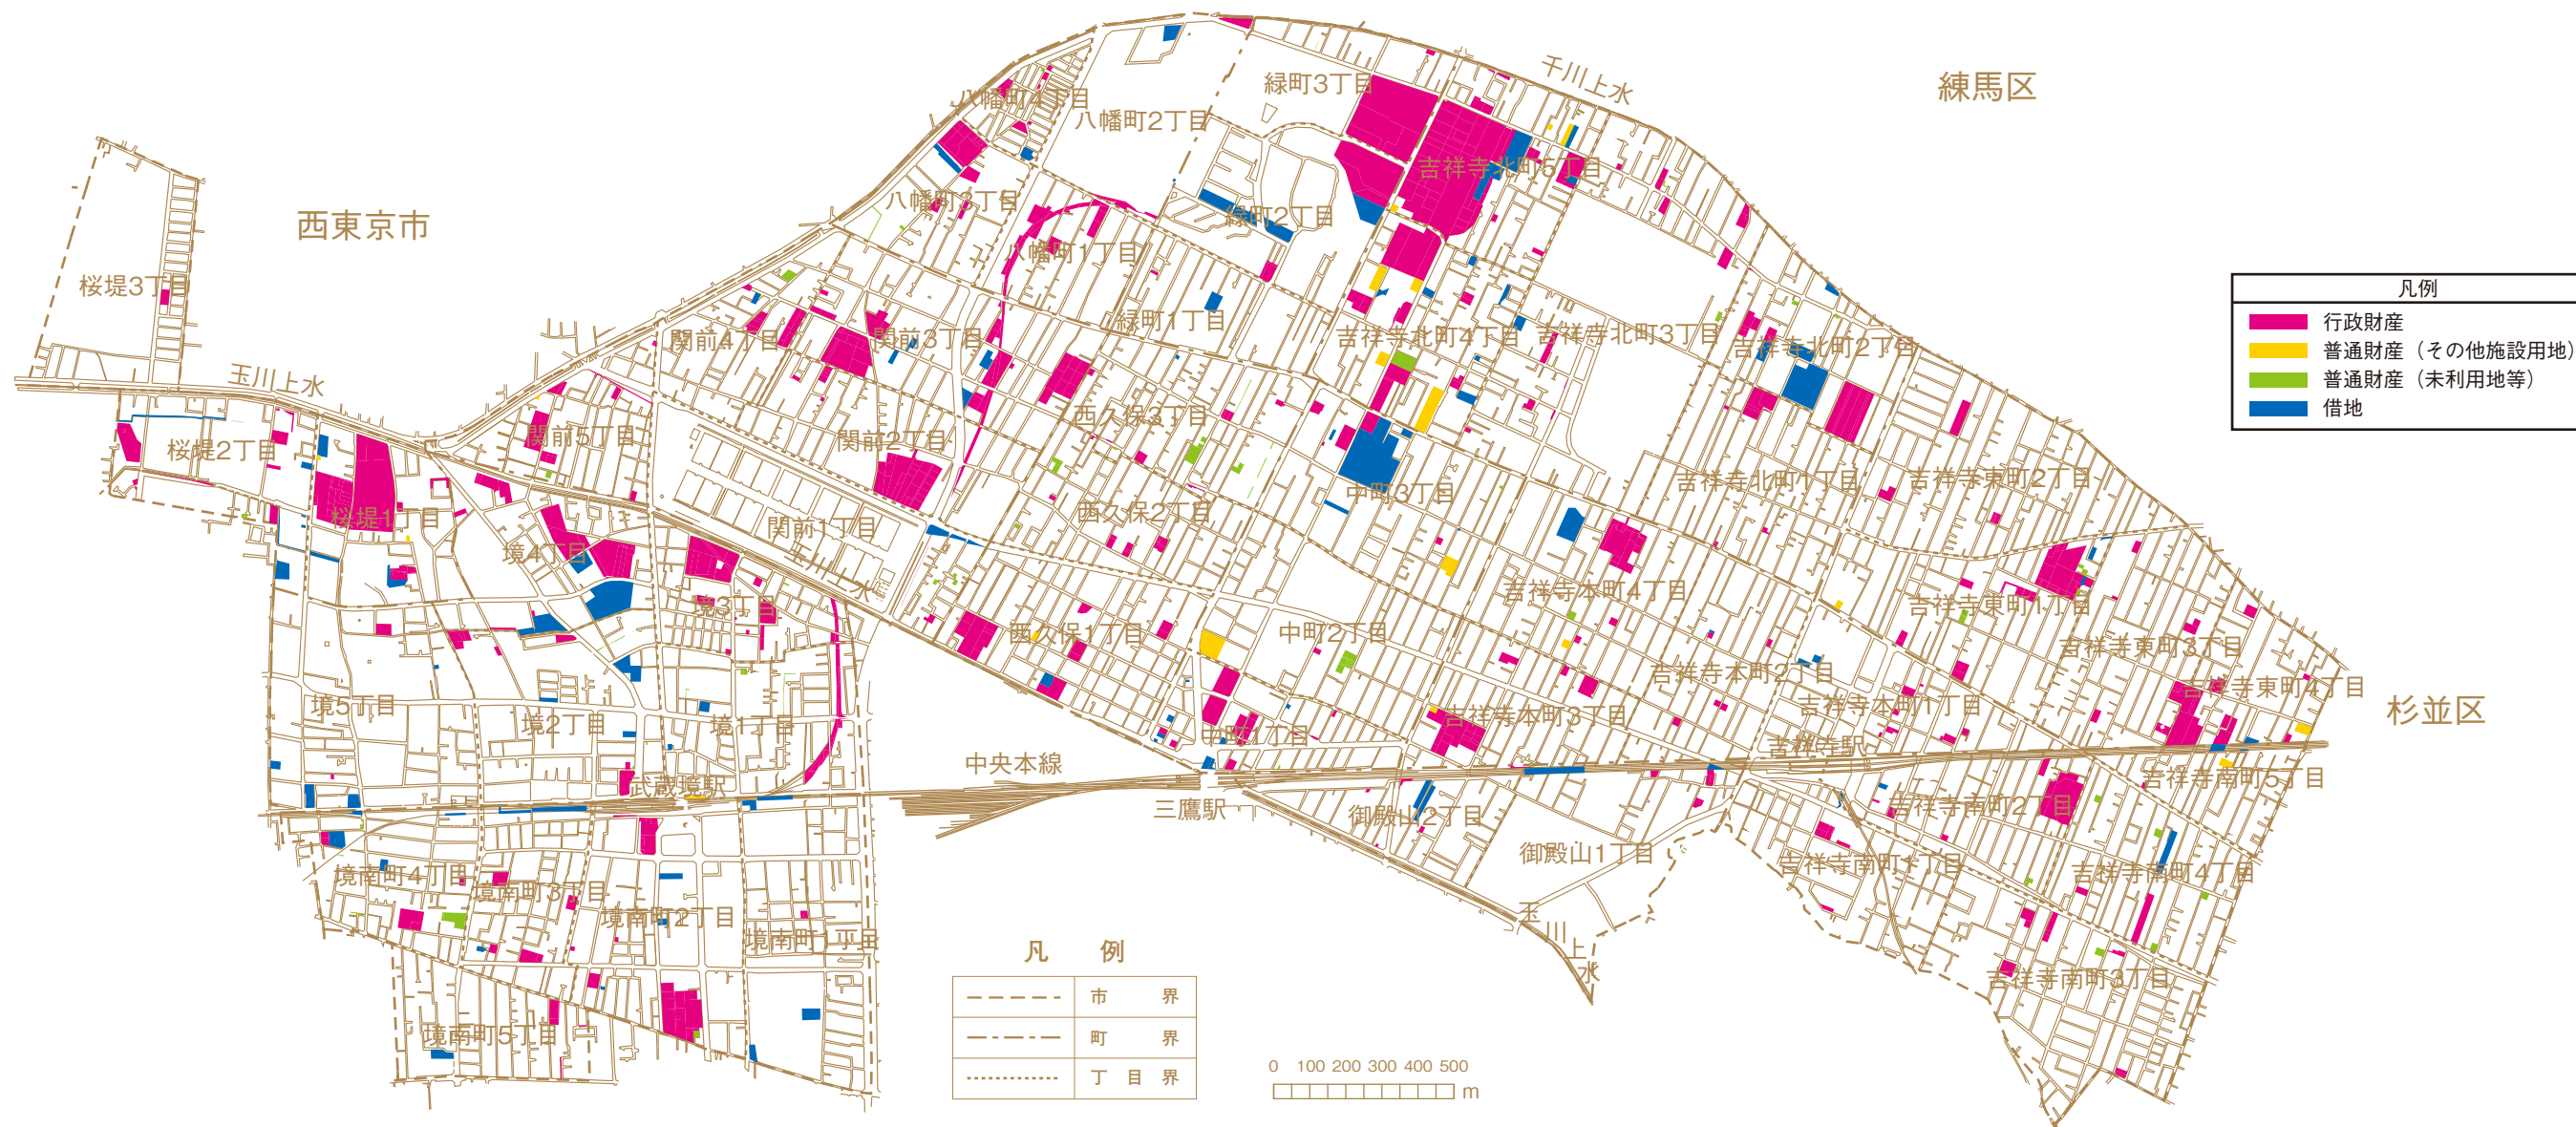 練馬区
千川上水
緑町3丁目
八幡町4丁目
八幡町2丁目
吉祥寺北町5丁目
八幡町3丁目
緑町2丁目
西東京市
八幡町1丁目
桜堤3丁目
凡例
行政財産
普通財産（その他施設用地）
普通財産（未利用地等）
借地
緑町1丁目
関前4丁目
関前3丁目
吉祥寺北町4丁目
吉祥寺北町3丁目
吉祥寺北町2丁目
玉川上水
西久保3丁目
関前5丁目
関前2丁目
桜堤2丁目
中町3丁目
吉祥寺北町1丁目
吉祥寺東町2丁目
桜堤1丁目
西久保2丁目
関前1丁目
境4丁目
玉川上水
吉祥寺本町4丁目
境3丁目
吉祥寺東町1丁目
西久保1丁目
中町2丁目
吉祥寺東町3丁目
吉祥寺本町2丁目
吉祥寺東町4丁目
境5丁目
境2丁目
境1丁目
吉祥寺本町3丁目
吉祥寺本町1丁目
杉並区
中町1丁目
吉祥寺駅
中央本線
武蔵境駅
吉祥寺南町5丁目
三鷹駅
御殿山2丁目
吉祥寺南町2丁目
御殿山1丁目
吉祥寺南町1丁目
吉祥寺南町4丁目
境南町4丁目
境南町3丁目
境南町2丁目
境南町1丁目
玉川上水
吉祥寺南町3丁目
境南町5丁目
凡 例
市 界
町 界
丁 目 界
0 100 200 300 400 500
m